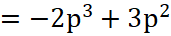 = −2p³ + 3p²